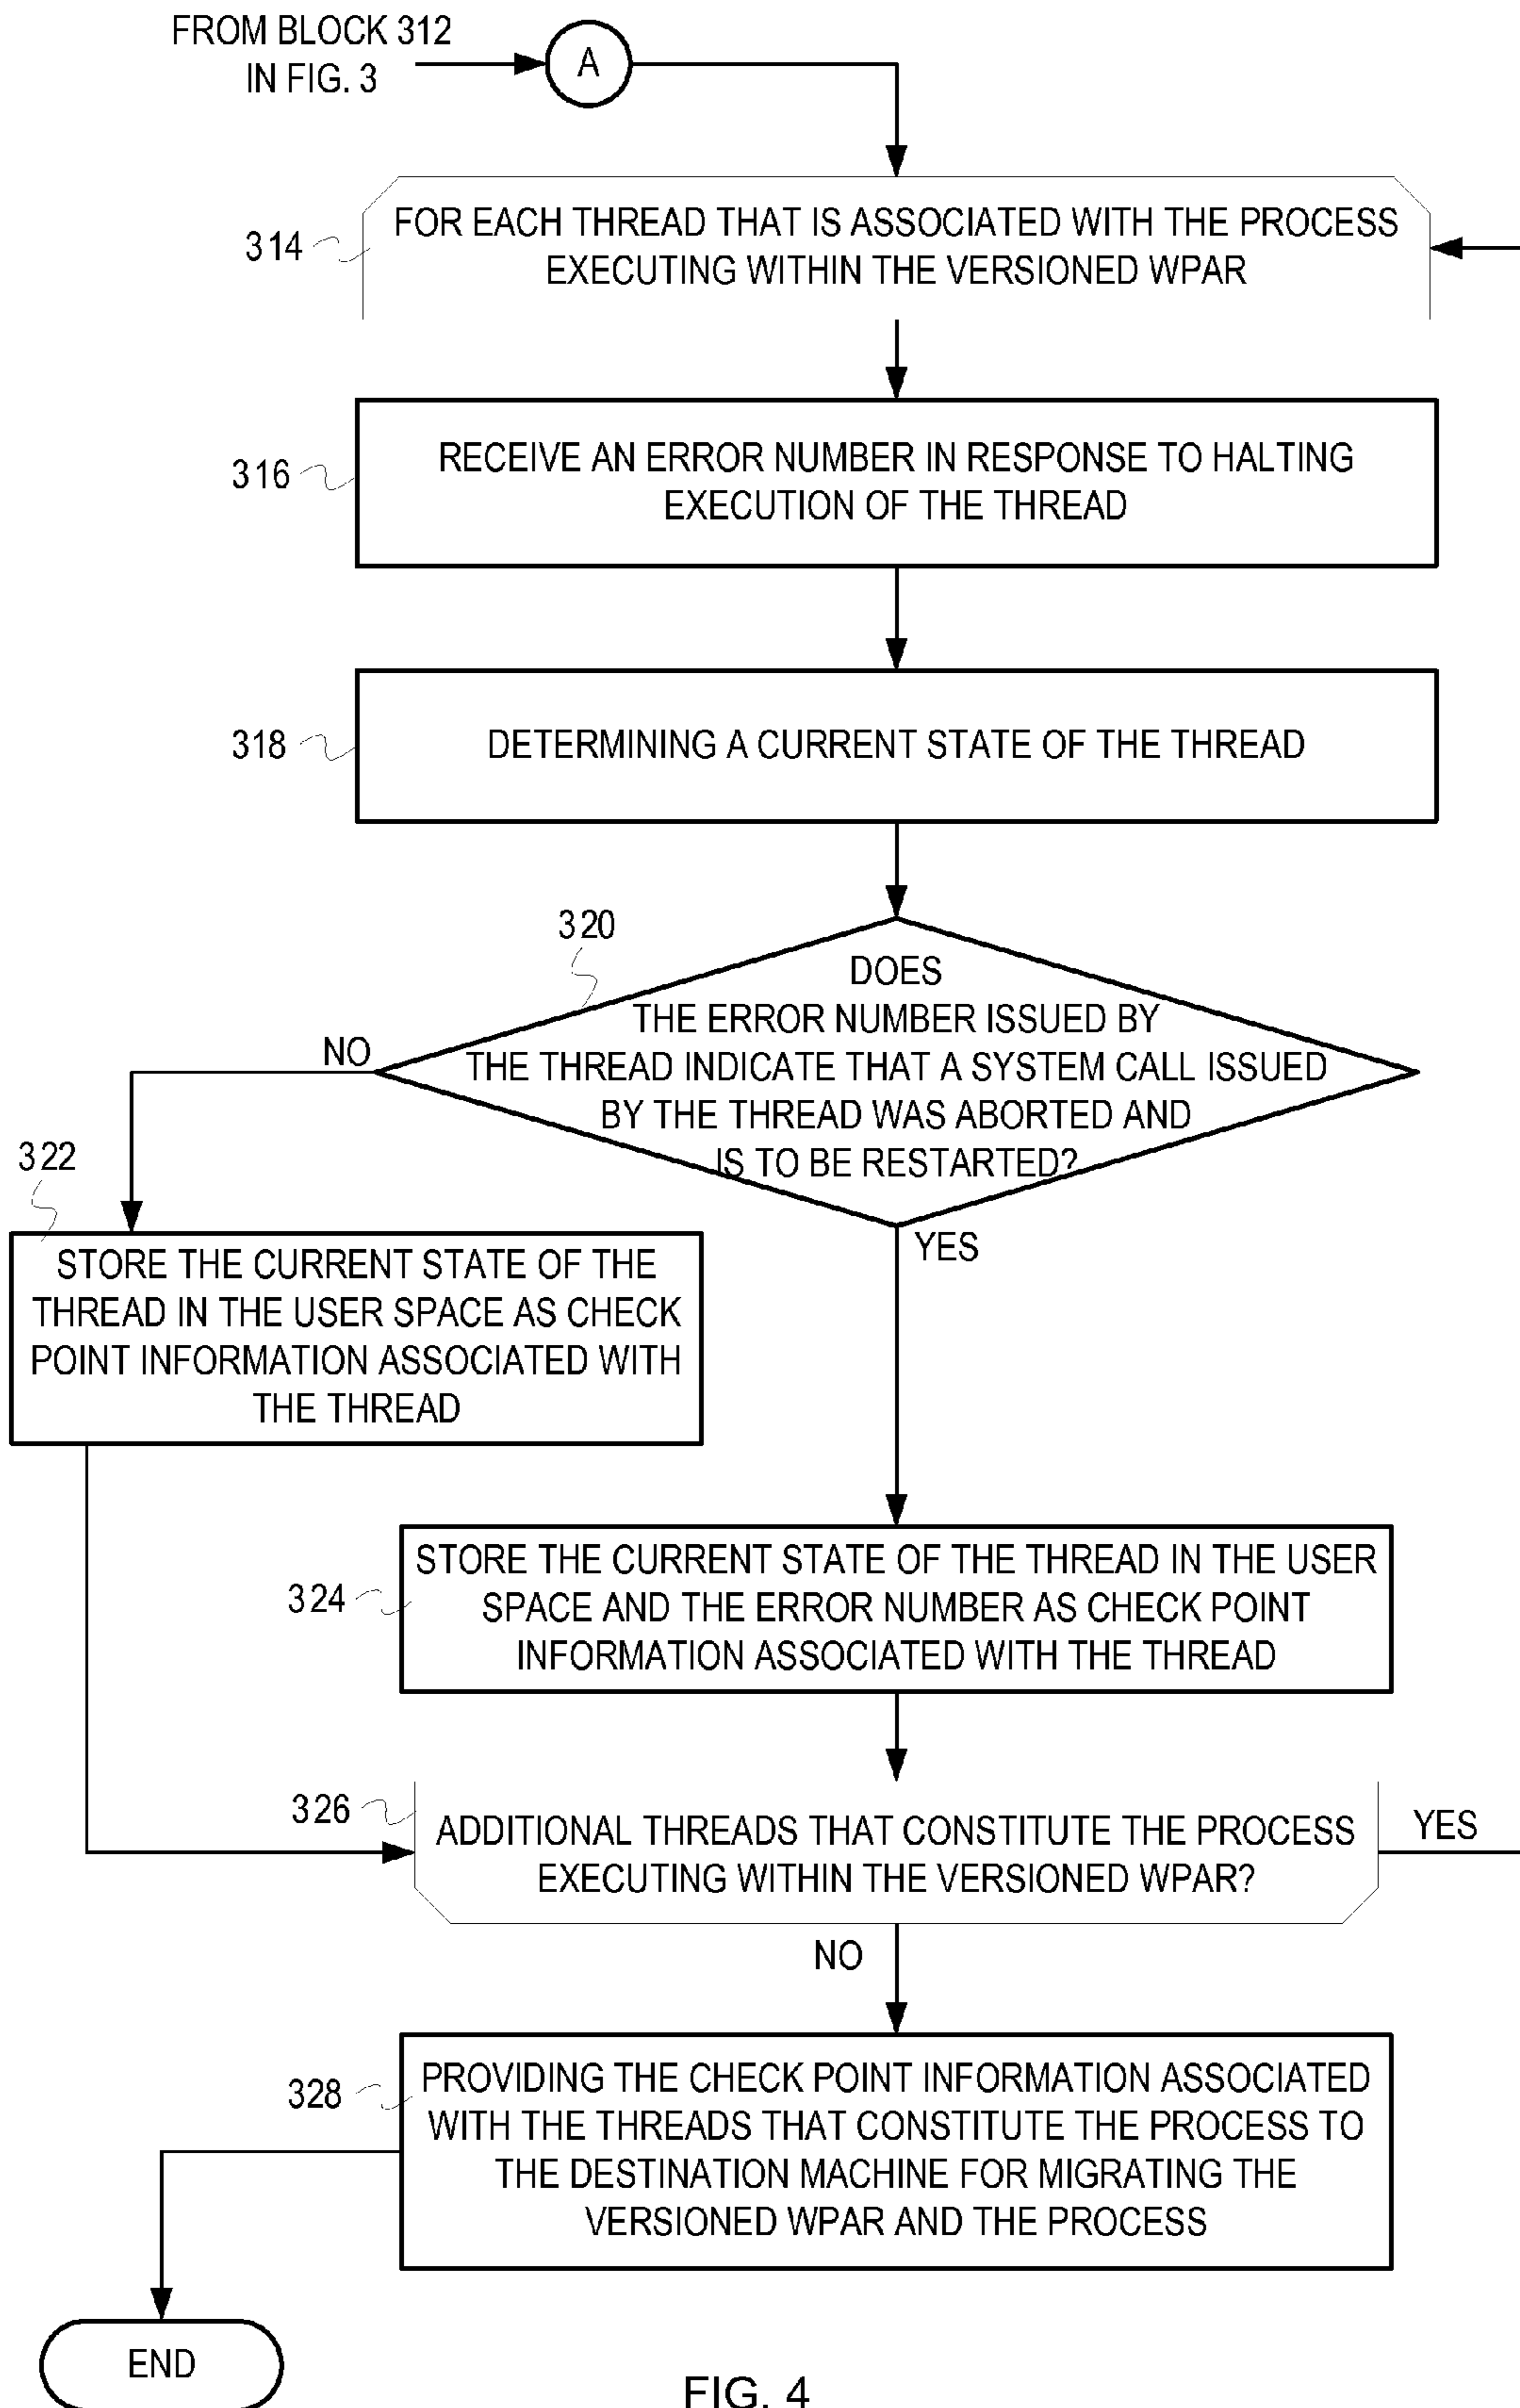 FROM BLOCK 312
IN FIG. 3
A
314
FOR EACH THREAD THAT IS ASSOCIATED WITH THE PROCESS
EXECUTING WITHIN THE VERSIONED WPAR
316
RECEIVE AN ERROR NUMBER IN RESPONSE TO HALTING
EXECUTION OF THE THREAD
318
DETERMINING A CURRENT STATE OF THE THREAD
320
DOES
THE ERROR NUMBER ISSUED BY
THE THREAD INDICATE THAT A SYSTEM CALL ISSUED
BY THE THREAD WAS ABORTED AND
IS TO BE RESTARTED?
NO
YES
322
STORE THE CURRENT STATE OF THE
THREAD IN THE USER SPACE AS CHECK
POINT INFORMATION ASSOCIATED WITH
THE THREAD
324
STORE THE CURRENT STATE OF THE THREAD IN THE USER
SPACE AND THE ERROR NUMBER AS CHECK POINT
INFORMATION ASSOCIATED WITH THE THREAD
326
ADDITIONAL THREADS THAT CONSTITUTE THE PROCESS
EXECUTING WITHIN THE VERSIONED WPAR?
YES
NO
328
PROVIDING THE CHECK POINT INFORMATION ASSOCIATED
WITH THE THREADS THAT CONSTITUTE THE PROCESS TO
THE DESTINATION MACHINE FOR MIGRATING THE
VERSIONED WPAR AND THE PROCESS
END
FIG. 4